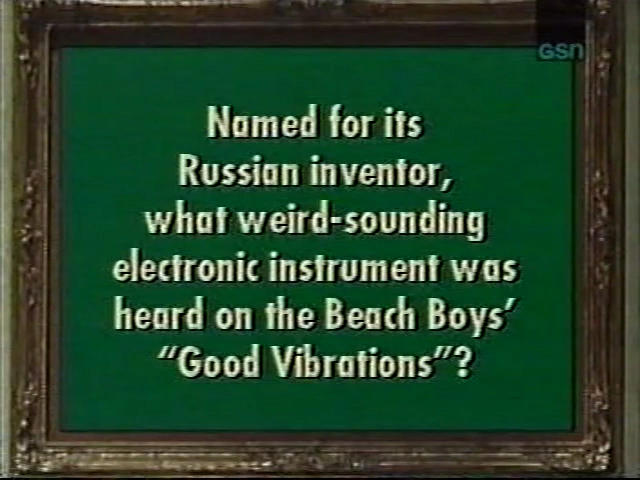 GSN
Named for its
Russian inventor,
what weird-sounding
electronic instrument was
heard on the Beach Boys'
"Good Vibrations"?